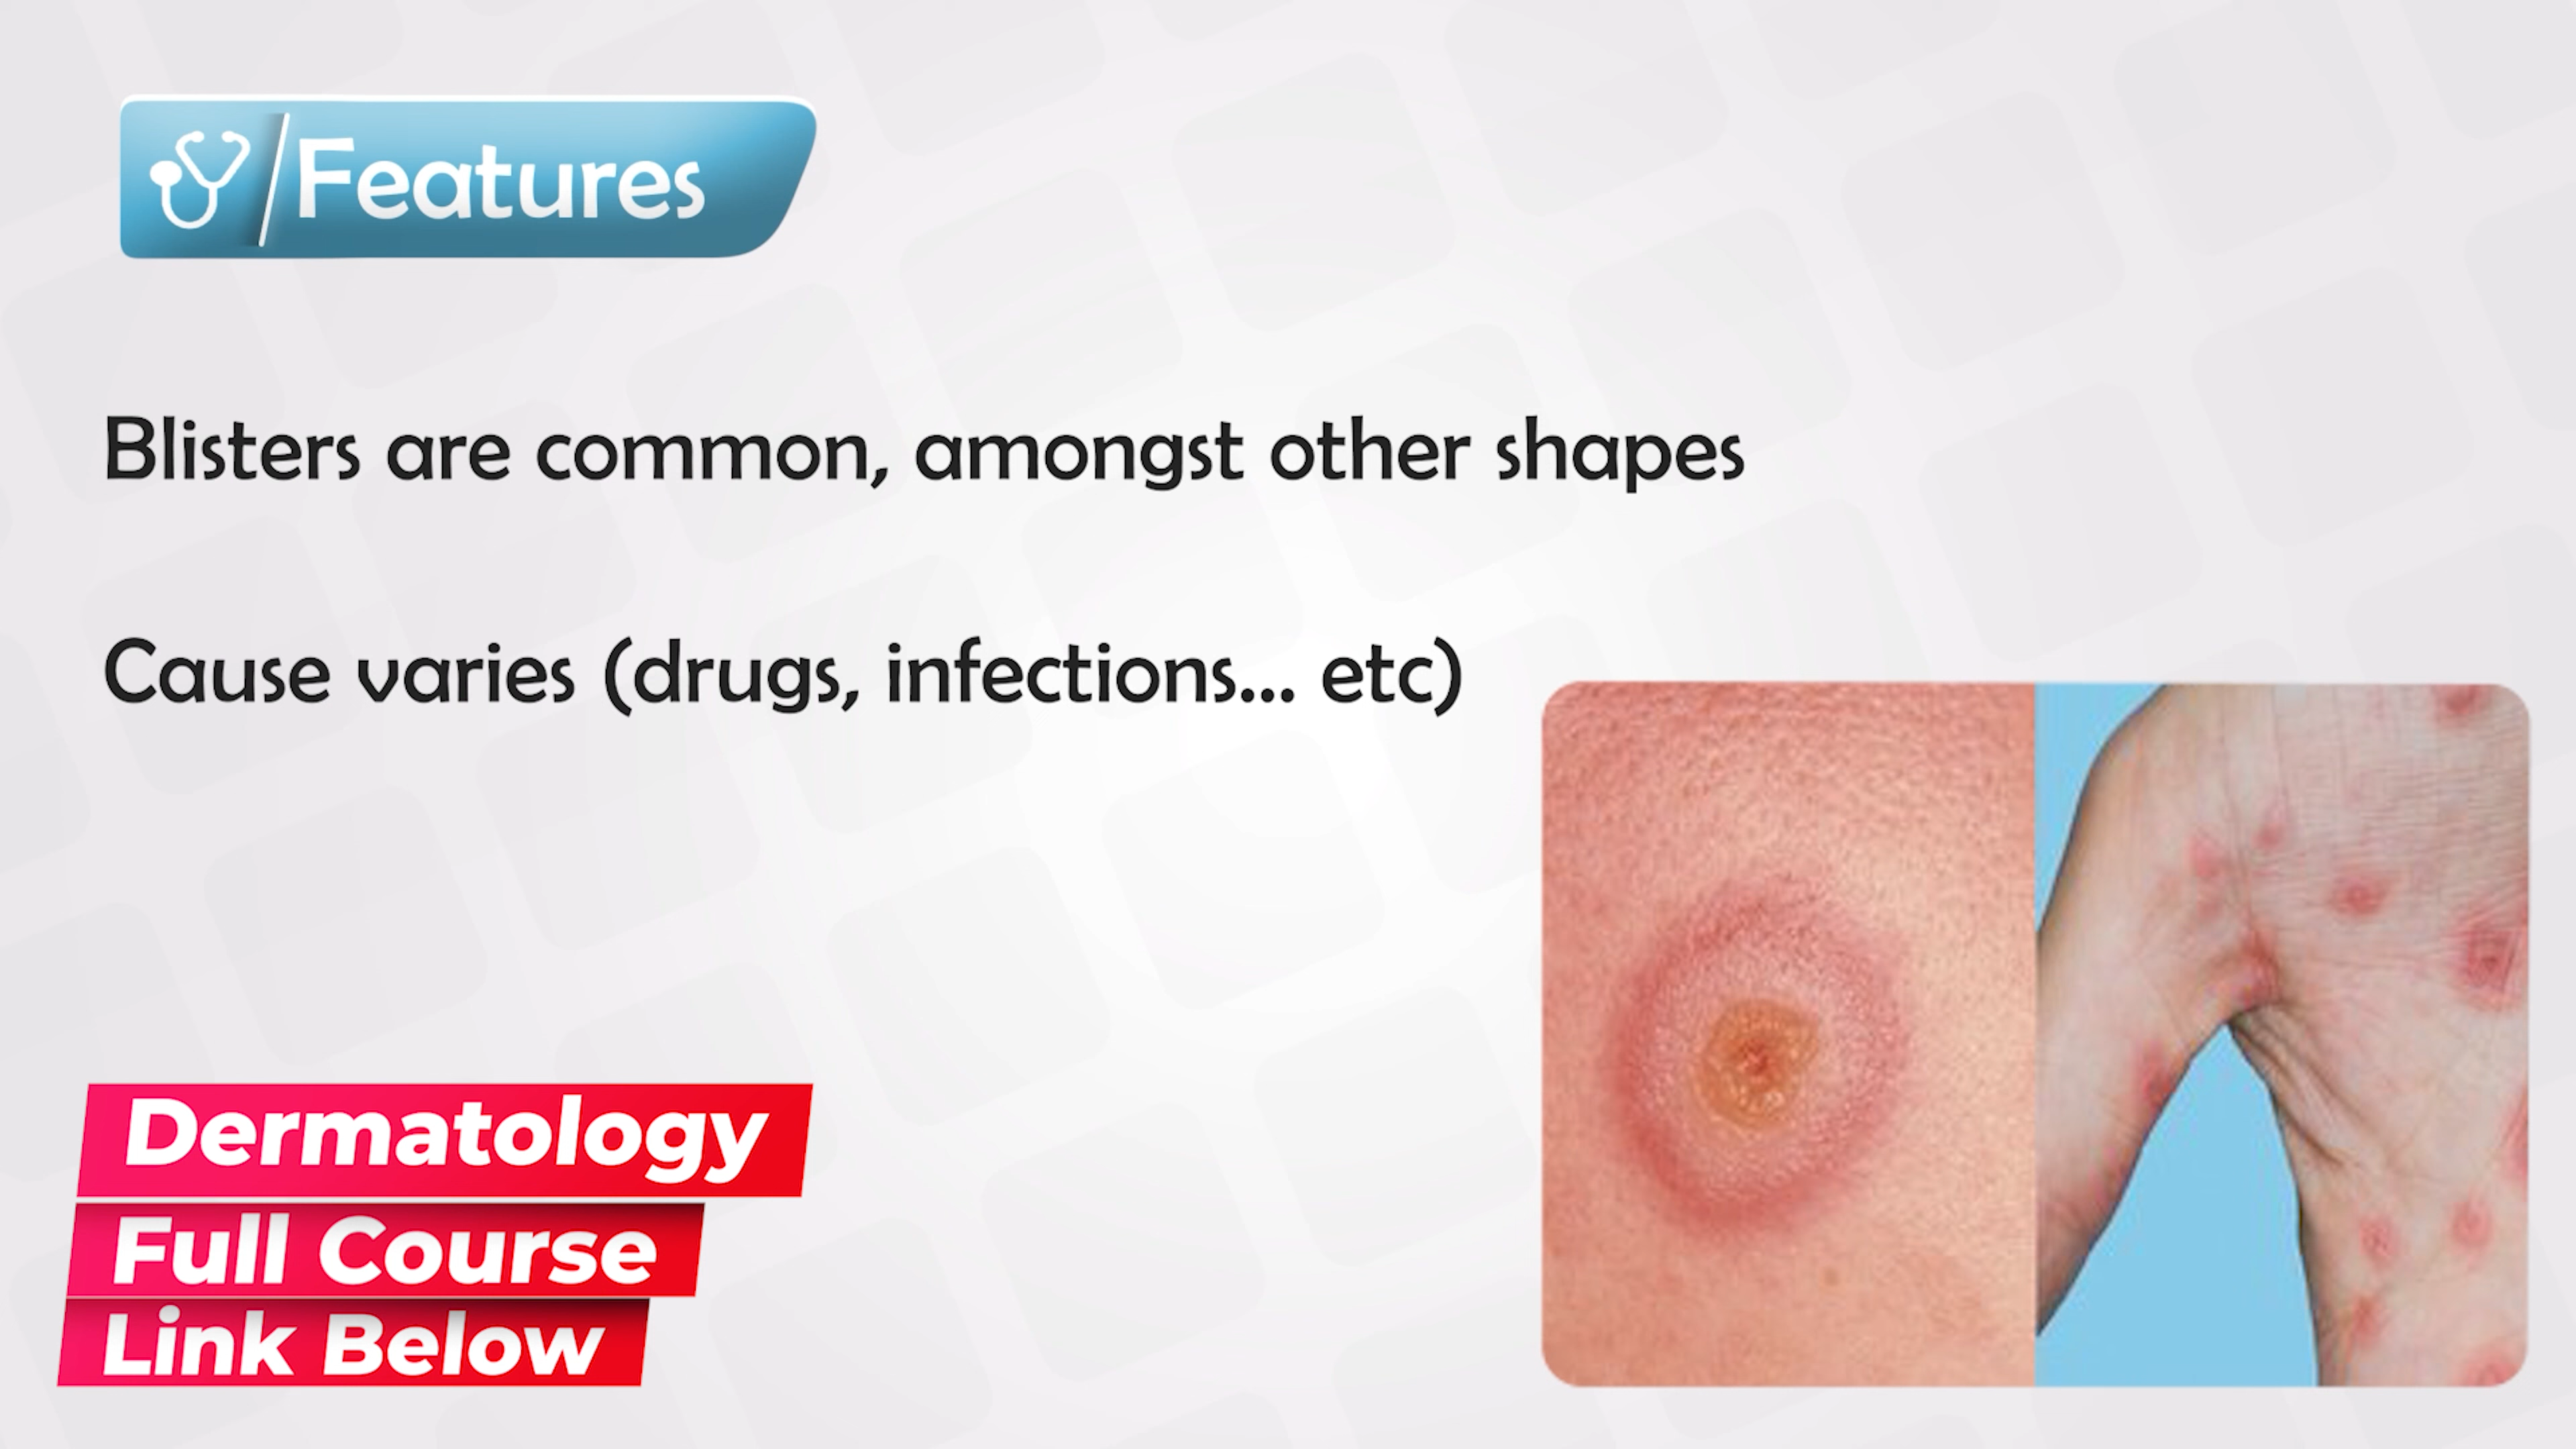 Features
Blisters are common, amongst other shapes
Cause varies (drugs, infections... etc)
Dermatology
Full Course
Link Below